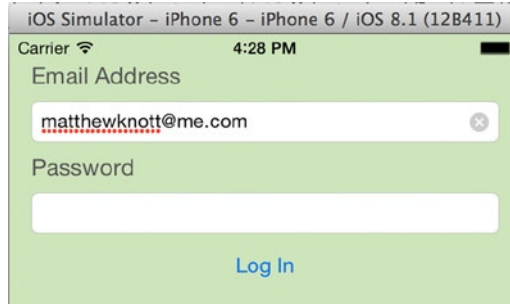 iOS Simulator - iPhone 6 - iPhone 6 / iOS 8.1 (12B411)
Carrier 4:28 PM
Email Address
matthewknott@me.com
Password
Log In